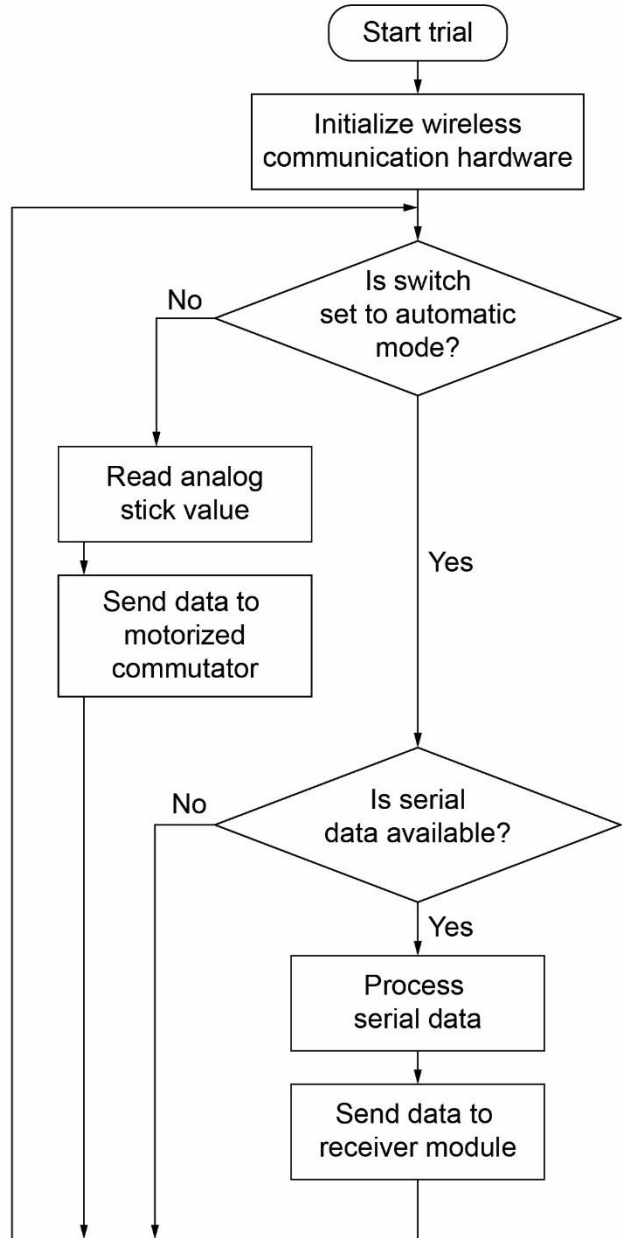 Start trial
Initialize wireless
communication hardware
Is switch
set to automatic
mode?
No
Read analog
stick value
Yes
Send data to
motorized
commutator
Is serial
data available?
No
Yes
Process
serial data
Send data to
receiver module